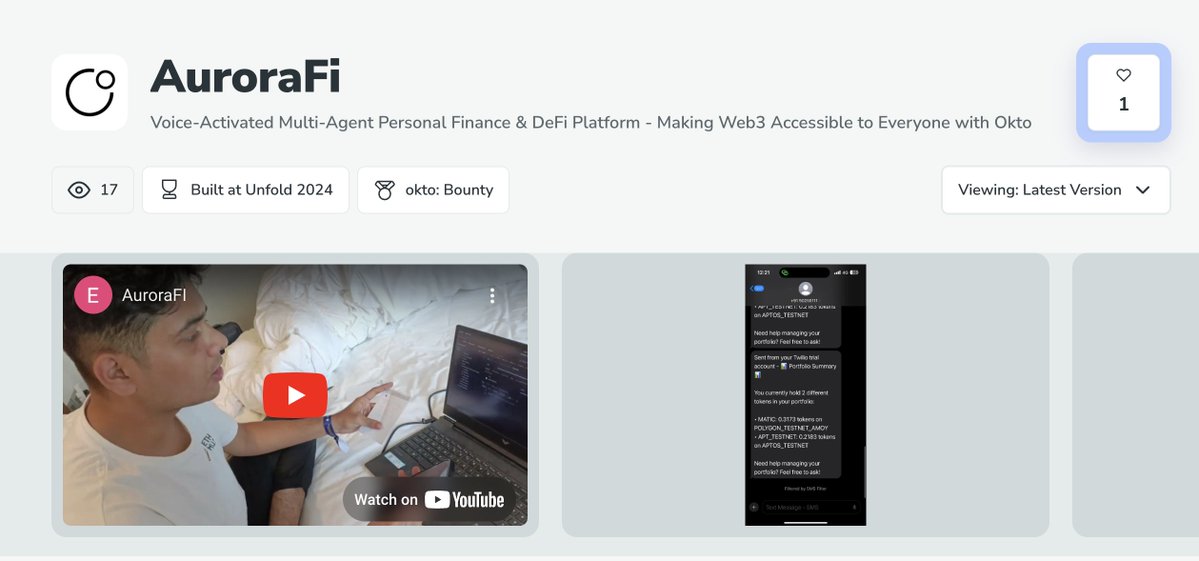 AuroraFi
Voice-Activated Multi-Agent Personal Finance & DeFi Platform - Making Web3 Accessible to Everyone with Okto
1
17
Built at Unfold 2024
okto: Bounty
Viewing: Latest Version
E
AuroraFI
Watch on YouTube
12:21
• APT_TESTNET: 0.2183 tokens
on APTOS_TESTNET
Need help managing your
portfolio? Feel free to ask!
Sent from your Twilio trial
account - 📊 Portfolio Summary
📊
You currently hold 2 different
tokens in your portfolio:
• MATIC: 0.3173 tokens on
POLYGON_TESTNET_AMOY
• APT_TESTNET: 0.2183 tokens
on APTOS_TESTNET
Need help managing your
portfolio? Feel free to ask!
Filtered by SMS Filter
Text Message - SMS